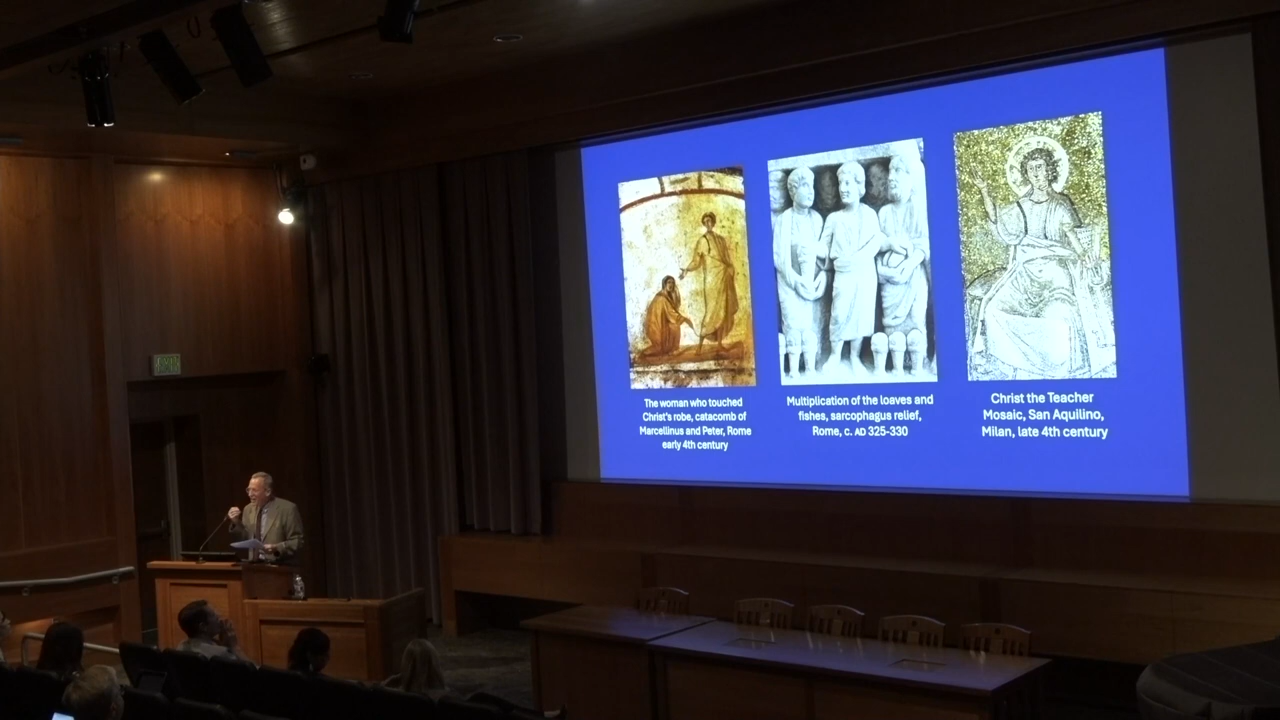 The woman who touched
Christ's robe, catacomb of
Marcellinus and Peter, Rome
early 4th century
Multiplication of the loaves and
fishes, sarcophagus relief,
Rome, c. AD 325-330
Christ the Teacher
Mosaic, San Aquilino,
Milan, late 4th century